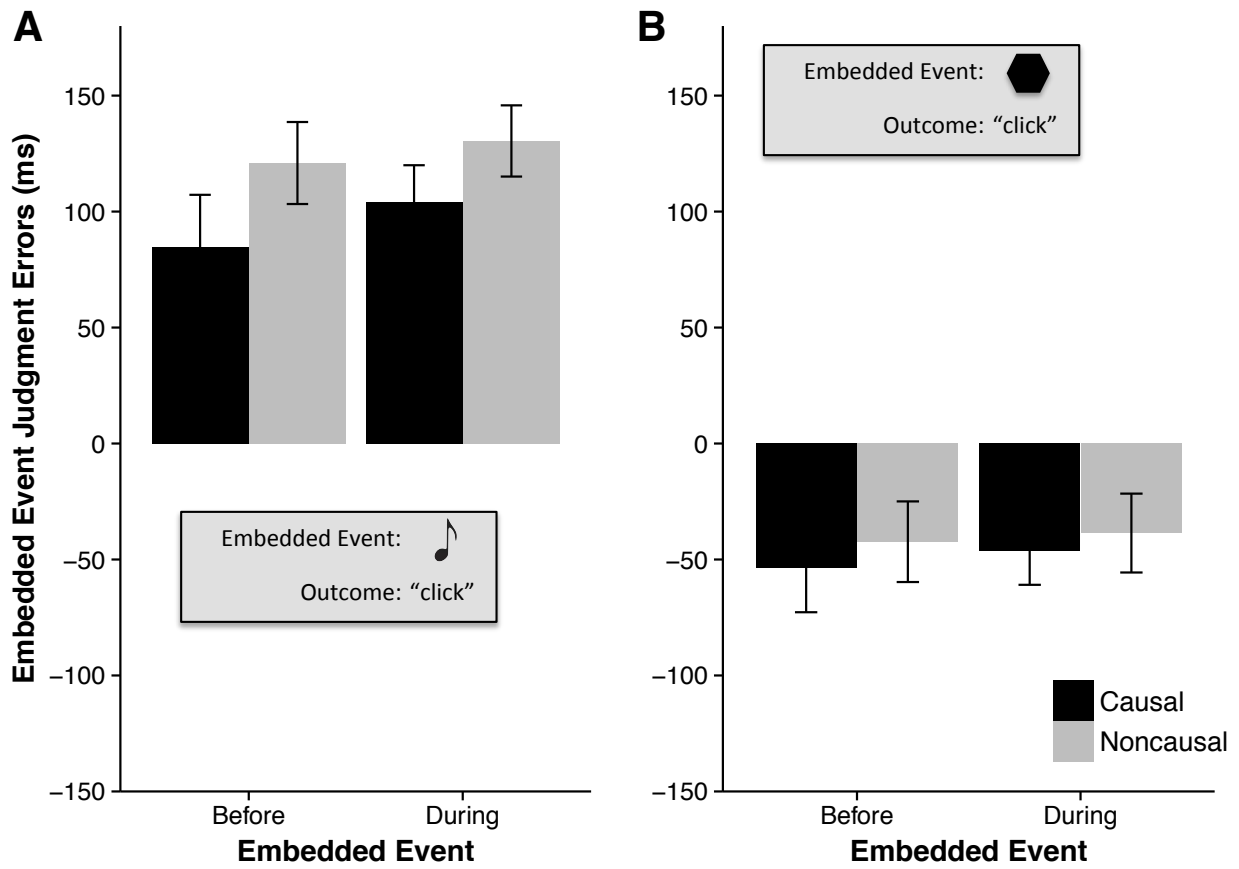 A
Embedded Event Judgment Errors (ms)
150
100
50
0
−50
−100
−150
Embedded Event:
Outcome: “click”
Before
During
Embedded Event
B
150
100
50
0
−50
−100
−150
Embedded Event:
Outcome: “click”
Causal
Noncausal
Before
During
Embedded Event